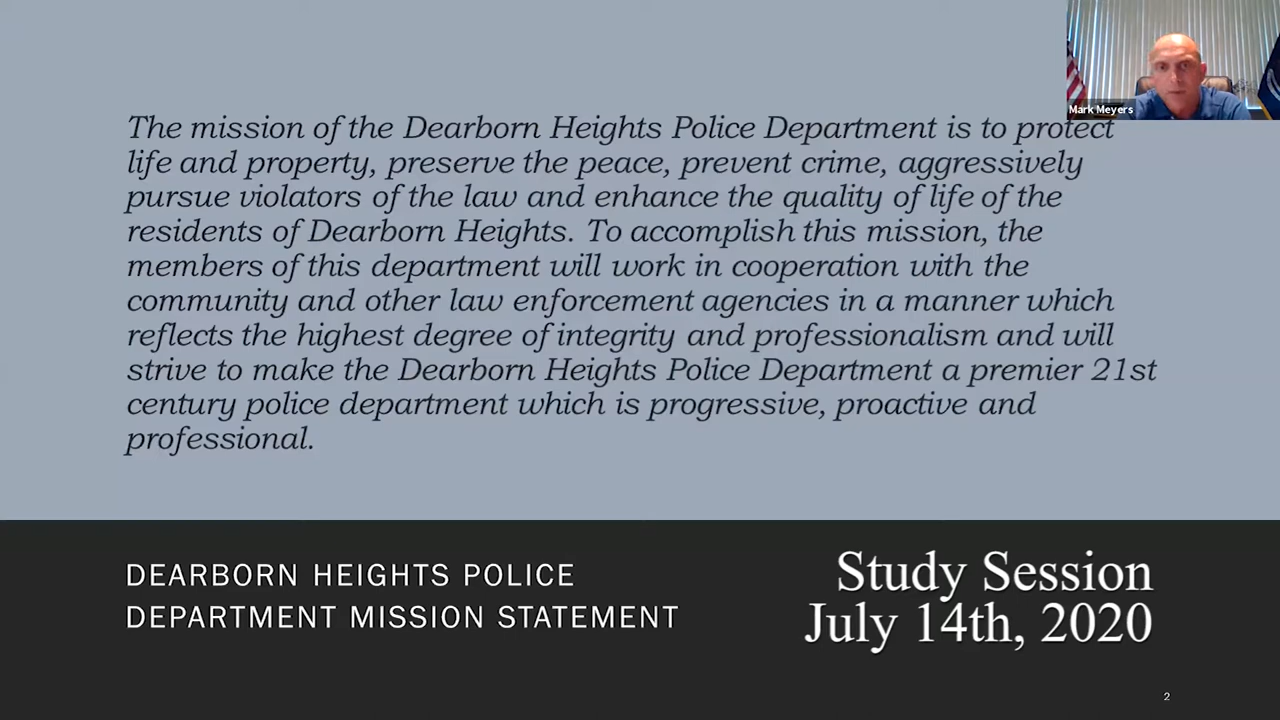 Mark Meyers
The mission of the Dearborn Heights Police Department is to protect
life and property, preserve the peace, prevent crime, aggressively
pursue violators of the law and enhance the quality of life of the
residents of Dearborn Heights. To accomplish this mission, the
members of this department will work in cooperation with the
community and other law enforcement agencies in a manner which
reflects the highest degree of integrity and professionalism and will
strive to make the Dearborn Heights Police Department a premier 21st
century police department which is progressive, proactive and
professional.
DEARBORN HEIGHTS POLICE
DEPARTMENT MISSION STATEMENT
Study Session
July 14th, 2020
2